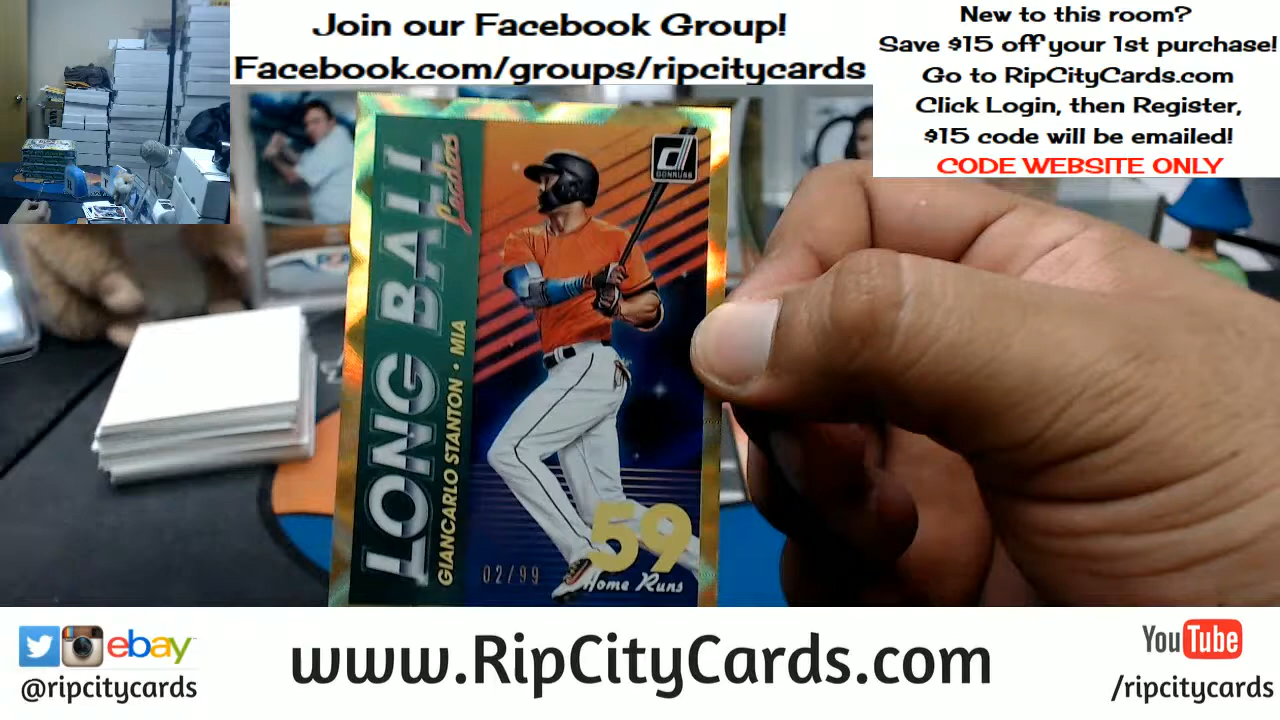 Join our Facebook Group!
Facebook.com/groups/ripcitycards
New to this room?
Save $15 off your 1st purchase!
Go to RipCityCards.com
Click Login, then Register,
$15 code will be emailed!
CODE WEBSITE ONLY
LONG BALL
Leaders
GIANCARLO STANTON • MIA
d
DONRUSS
59
Home Runs
02/99
ebay
@ripcitycards
www.RipCityCards.com
YouTube
/ripcitycards